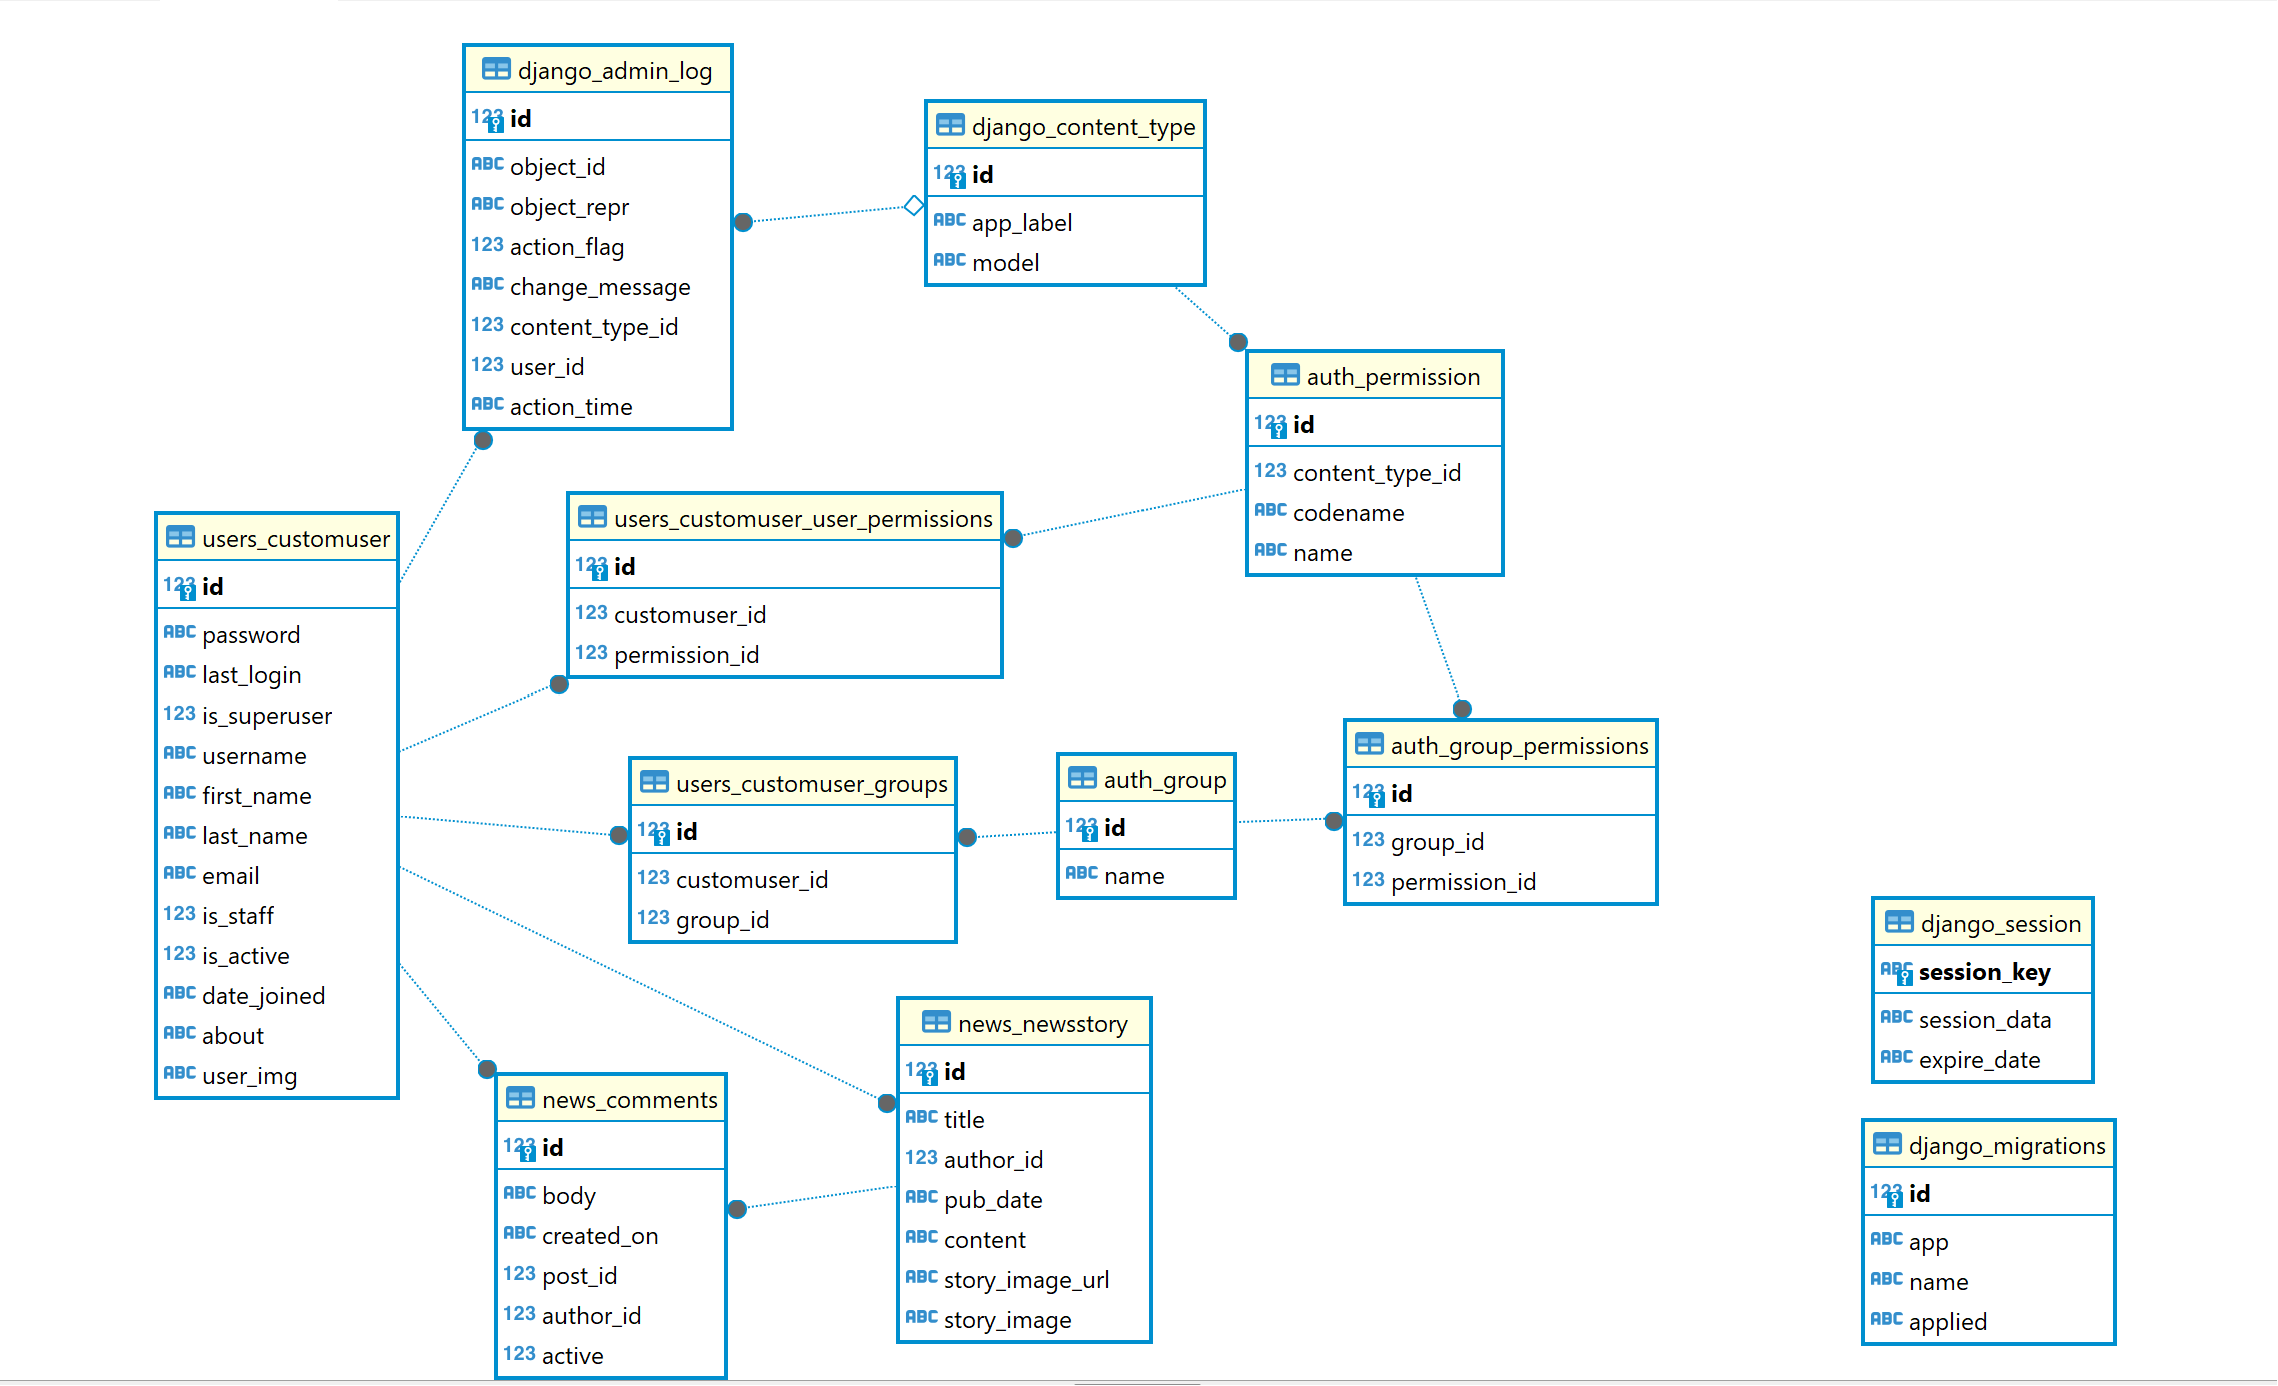 django_admin_log
123 id
ABC object_id
ABC object_repr
123 action_flag
ABC change_message
123 content_type_id
123 user_id
ABC action_time
django_content_type
123 id
ABC app_label
ABC model
auth_permission
123 id
123 content_type_id
ABC codename
ABC name
users_customuser_user_permissions
123 id
123 customuser_id
123 permission_id
users_customuser
123 id
ABC password
ABC last_login
123 is_superuser
ABC username
ABC first_name
ABC last_name
ABC email
123 is_staff
123 is_active
ABC date_joined
ABC about
ABC user_img
users_customuser_groups
123 id
123 customuser_id
123 group_id
auth_group
123 id
ABC name
auth_group_permissions
123 id
123 group_id
123 permission_id
django_session
ABC session_key
ABC session_data
ABC expire_date
news_newsstory
123 id
ABC title
123 author_id
ABC pub_date
ABC content
ABC story_image_url
ABC story_image
news_comments
123 id
ABC body
ABC created_on
123 post_id
123 author_id
123 active
django_migrations
123 id
ABC app
ABC name
ABC applied